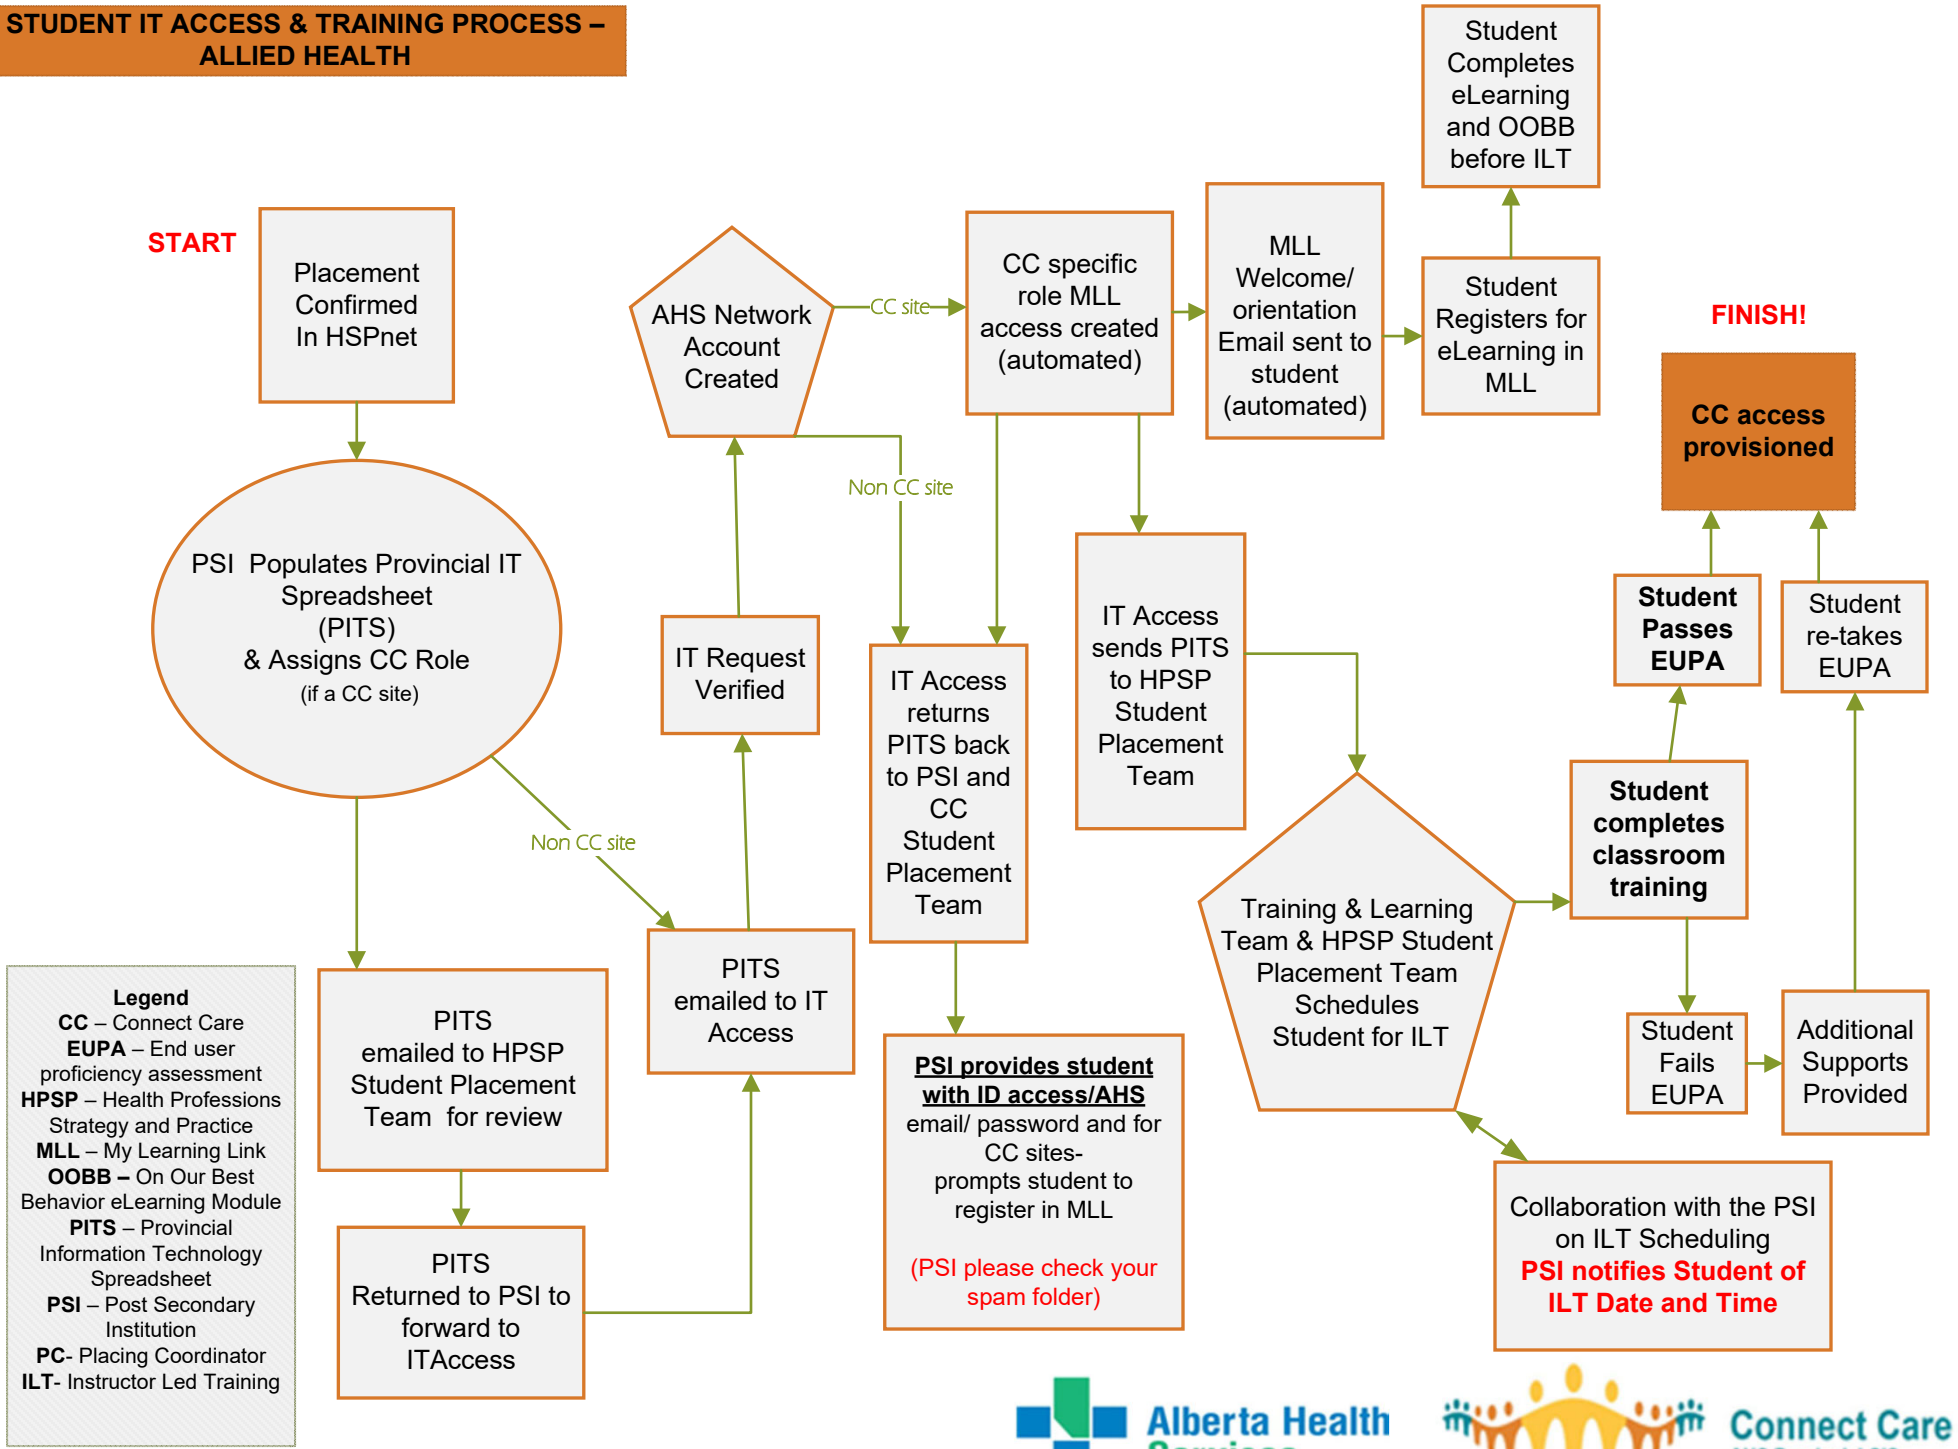 STUDENT IT ACCESS & TRAINING PROCESS –
ALLIED HEALTH
START
Placement
Confirmed
In HSPnet
PSI  Populates Provincial IT
Spreadsheet
(PITS)
& Assigns CC Role
(if a CC site)
Non CC site
PITS
emailed to HPSP
Student Placement
Team  for review
PITS
Returned to PSI to
forward to
ITAccess
PITS
emailed to IT
Access
IT Request
Verified
AHS Network
Account
Created
CC site
Non CC site
CC specific
role MLL
access created
(automated)
MLL
Welcome/
orientation
Email sent to
student
(automated)
Student
Registers for
eLearning in
MLL
Student
Completes
eLearning
and OOBB
before ILT
IT Access
returns
PITS back
to PSI and
CC
Student
Placement
Team
PSI provides student
with ID access/AHS
email/ password and for
CC sites-
prompts student to
register in MLL
(PSI please check your
spam folder)
IT Access
sends PITS
to HPSP
Student
Placement
Team
Training & Learning
Team & HPSP Student
Placement Team
Schedules
Student for ILT
Collaboration with the PSI
on ILT Scheduling
PSI notifies Student of
ILT Date and Time
Student
completes
classroom
training
Student
Passes
EUPA
Student
Fails
EUPA
Additional
Supports
Provided
Student
re-takes
EUPA
FINISH!
CC access
provisioned
Legend
CC – Connect Care
EUPA – End user
proficiency assessment
HPSP – Health Professions
Strategy and Practice
MLL – My Learning Link
OOBB – On Our Best
Behavior eLearning Module
PITS – Provincial
Information Technology
Spreadsheet
PSI – Post Secondary
Institution
PC- Placing Coordinator
ILT- Instructor Led Training
Alberta Health
Connect Care